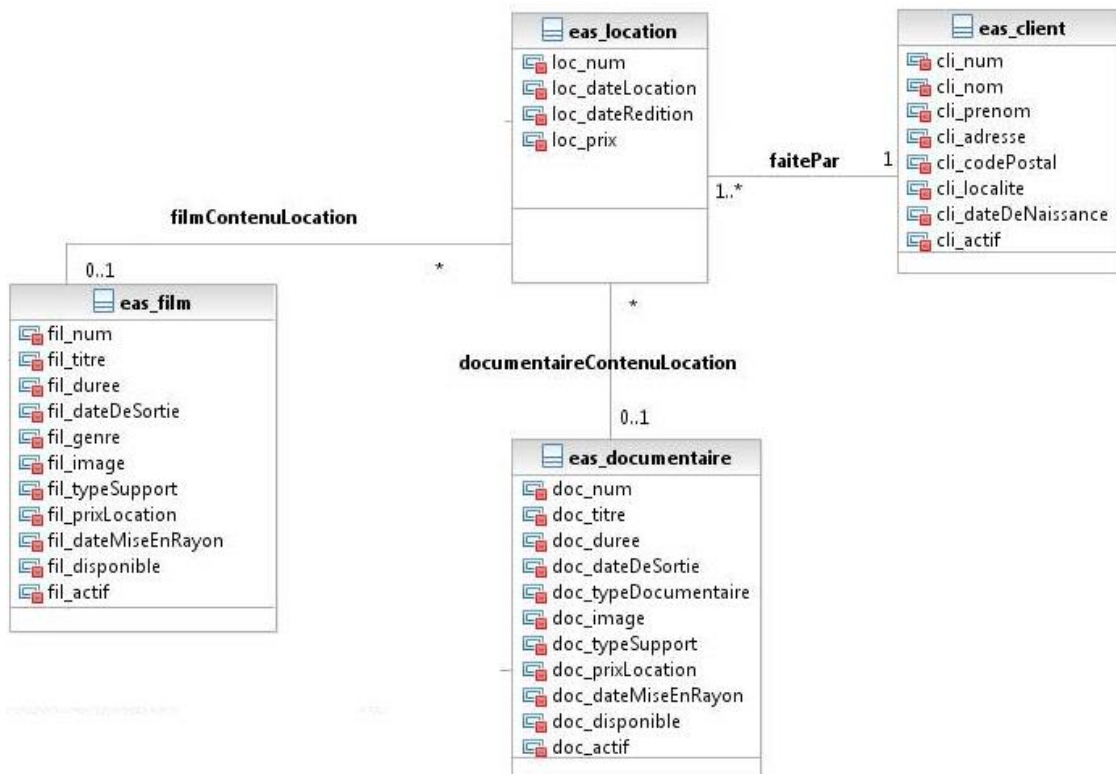 eas_location
loc_num
loc_dateLocation
loc_dateRedition
loc_prix
eas_client
cli_num
cli_nom
cli_prenom
cli_adresse
cli_codePostal
cli_localite
cli_dateDeNaissance
cli_actif
faitePar
1
1..*
filmContenuLocation
0..1
*
eas_film
fil_num
fil_titre
fil_duree
fil_dateDeSortie
fil_genre
fil_image
fil_typeSupport
fil_prixLocation
fil_dateMiseEnRayon
fil_disponible
fil_actif
*
documentaireContenuLocation
0..1
eas_documentaire
doc_num
doc_titre
doc_duree
doc_dateDeSortie
doc_typeDocumentaire
doc_image
doc_typeSupport
doc_prixLocation
doc_dateMiseEnRayon
doc_disponible
doc_actif